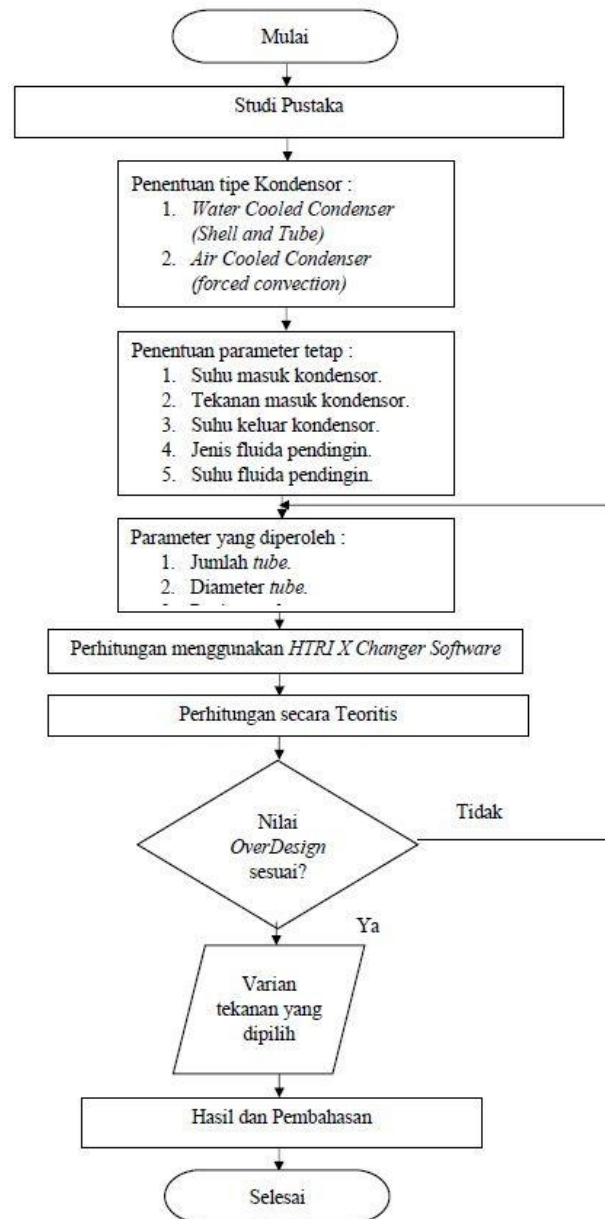 Mulai
Studi Pustaka
Penentuan tipe Kondensor :
1. Water Cooled Condenser
(Shell and Tube)
2. Air Cooled Condenser
(forced convection)
Penentuan parameter tetap :
1. Suhu masuk kondensor.
2. Tekanan masuk kondensor.
3. Suhu keluar kondensor.
4. Jenis fluida pendingin.
5. Suhu fluida pendingin.
Parameter yang diperoleh :
1. Jumlah tube.
2. Diameter tube.
Perhitungan menggunakan HTRI X Changer Software
Perhitungan secara Teoritis
Nilai
OverDesign
sesuai?
Tidak
Ya
Varian
tekanan yang
dipilih
Hasil dan Pembahasan
Selesai